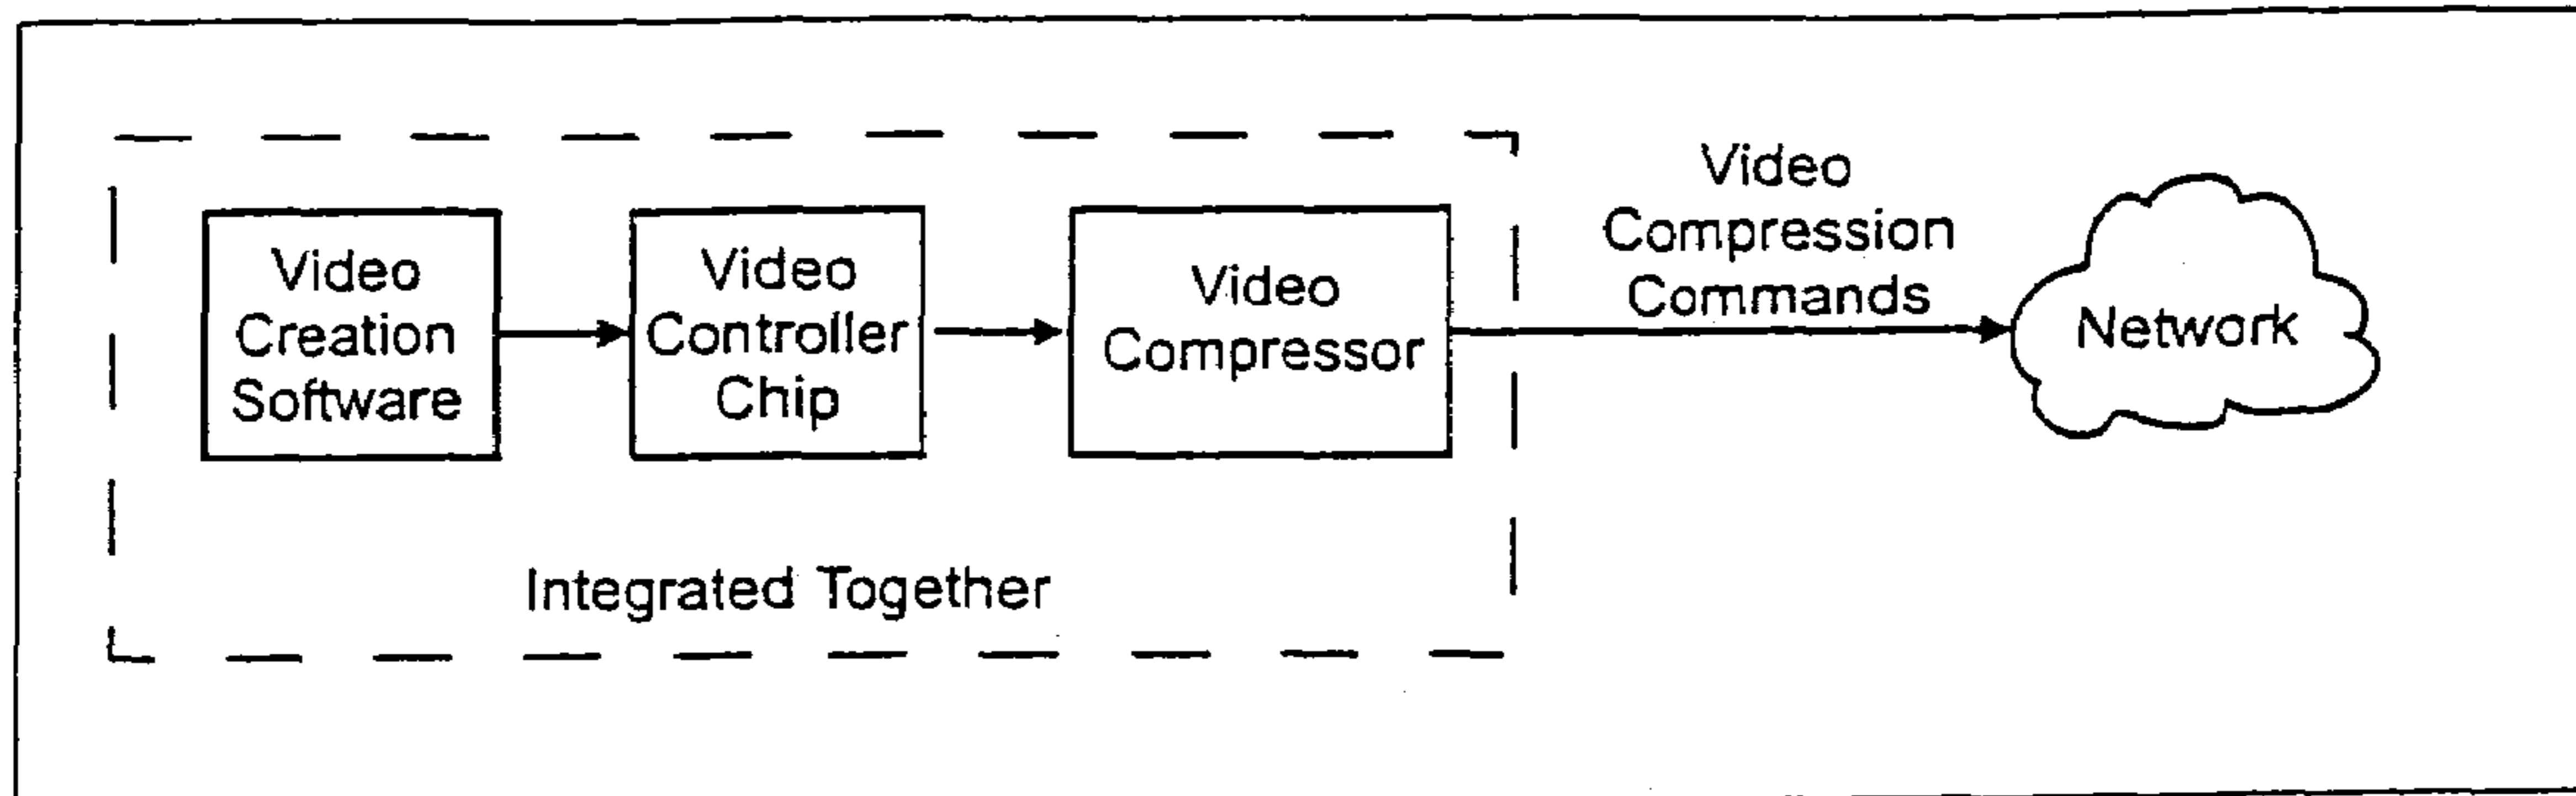 Video
Creation
Software
Video
Controller
Chip
Video
Compressor
Video
Compression
Commands
Network
Integrated Together